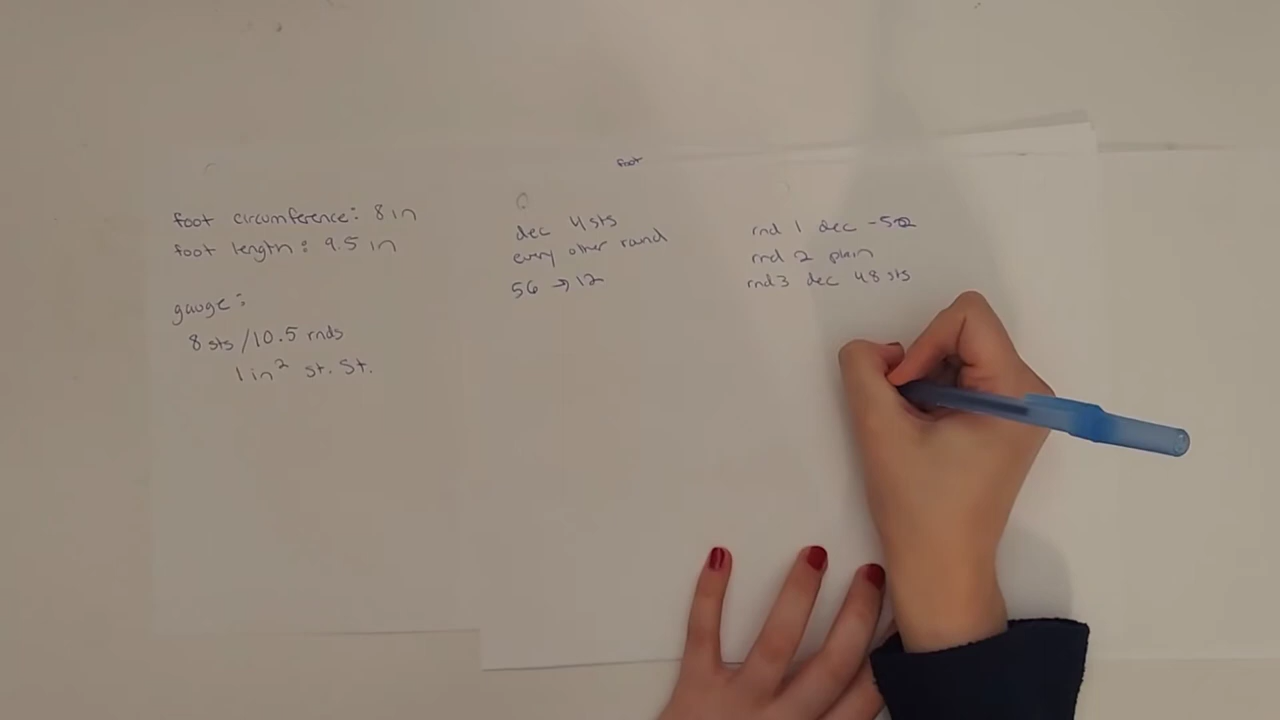 foot
foot circumference: 8 in
foot length: 9.5 in
gauge:
8 sts/10.5 rnds
1 in² st. st.
dec 4 sts
every other round
56 → 12
rnd 1 dec - 52
rnd 2 plain
rnd 3 dec 48 sts